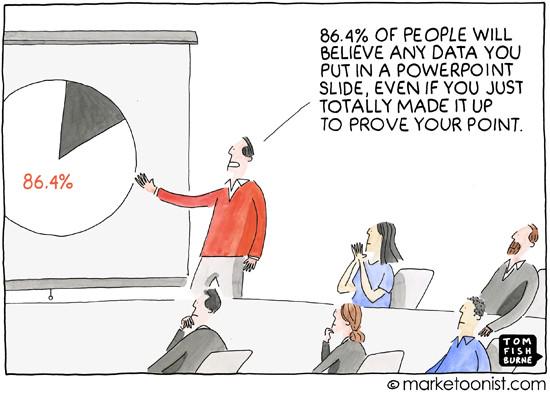 86.4% OF PEOPLE WILL
BELIEVE ANY DATA YOU
PUT IN A POWERPOINT
SLIDE, EVEN IF YOU JUST
TOTALLY MADE IT UP
TO PROVE YOUR POINT.
86.4%
TOM
FISH
BURNE
© marketoonist.com